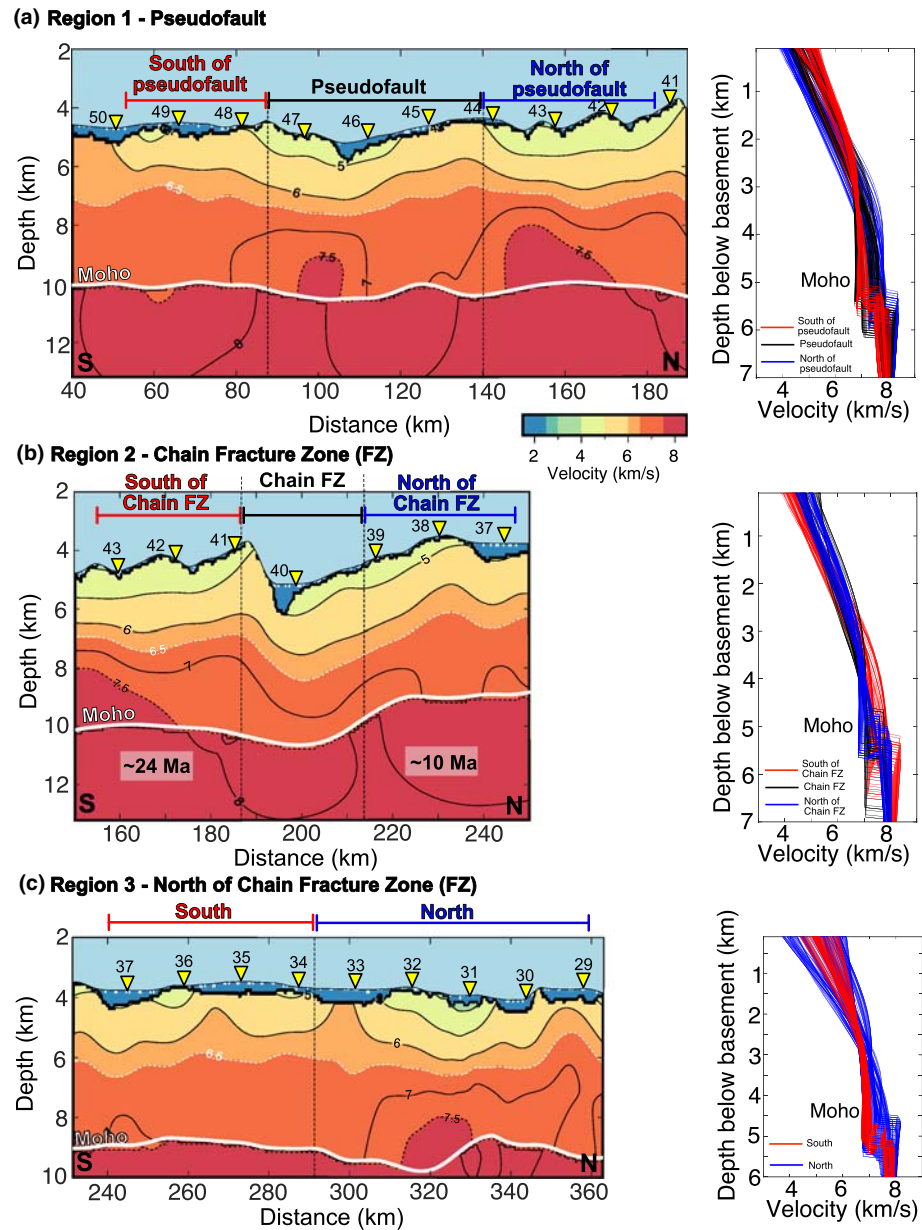 (a) Region 1 - Pseudofault
South of
pseudofault
Pseudofault
North of
pseudofault
50 49 48 47 46 45 44 43 42 41
5
6
6.5
7
7.5
7.5
8
Moho
S
N
2
4
6
8
10
12
Depth (km)
40 60 80 100 120 140 160 180
Distance (km)
1
2
3
4
5
6
7
Depth below basement (km)
Moho
South of
pseudofault
Pseudofault
North of
pseudofault
4 6 8
Velocity (km/s)
2 4 6 8
Velocity (km/s)
(b) Region 2 - Chain Fracture Zone (FZ)
South of
Chain FZ
Chain FZ
North of
Chain FZ
43 42 41 40 39 38 37
5
6
6.5
7
7.5
8
Moho
~24 Ma
~10 Ma
S
N
2
4
6
8
10
12
Depth (km)
160 180 200 220 240
Distance (km)
1
2
3
4
5
6
7
Depth below basement (km)
Moho
South of
Chain FZ
Chain FZ
North of
Chain FZ
4 6 8
Velocity (km/s)
(c) Region 3 - North of Chain Fracture Zone (FZ)
South
North
37 36 35 34 33 32 31 30 29
6
6.5
7
7.5
Moho
S
N
2
4
6
8
10
Depth (km)
240 260 280 300 320 340 360
Distance (km)
1
2
3
4
5
6
Depth below basement (km)
Moho
South
North
4 6 8
Velocity (km/s)